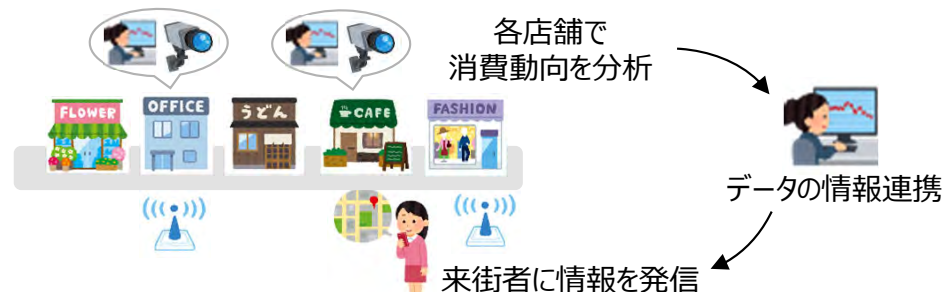 各店舗で
消費動向を分析
FLOWER
OFFICE
うどん
CAFE
FASHION
データの情報連携
来街者に情報を発信